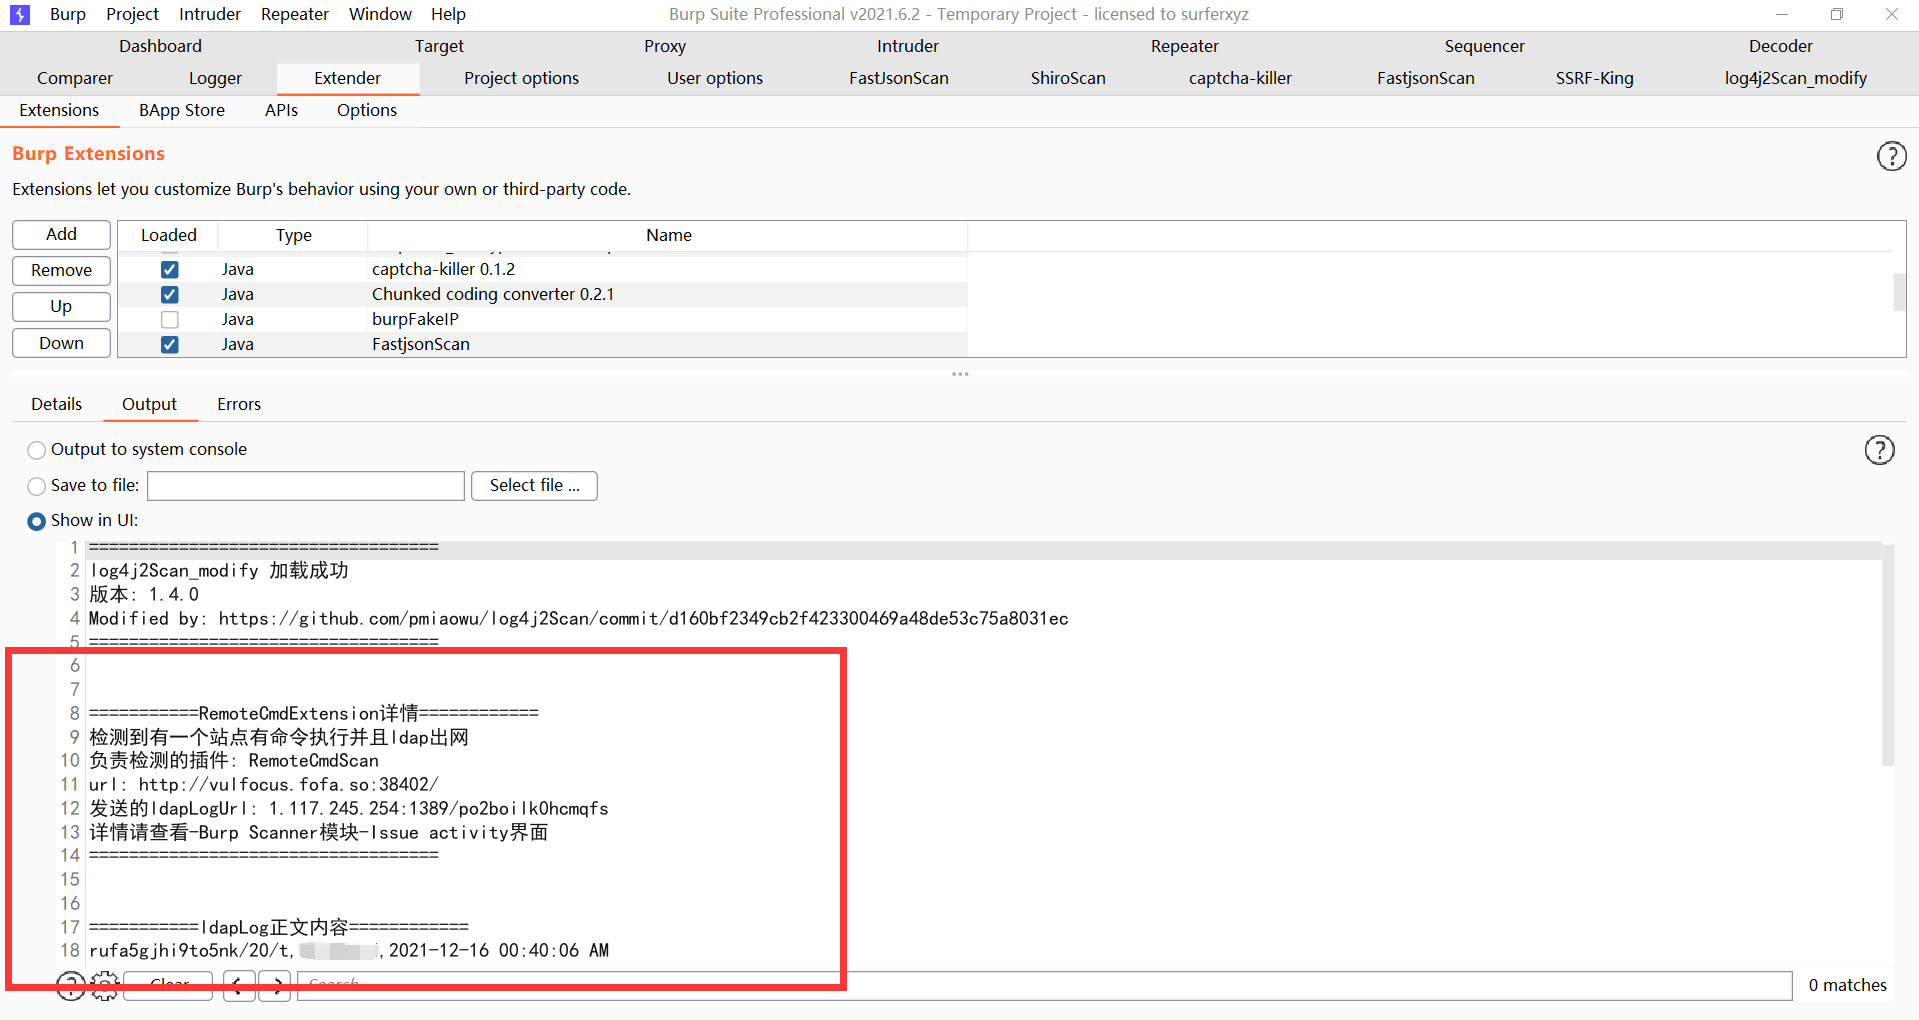 Burp Project Intruder Repeater Window Help Burp Suite Professional v2021.6.2 - Temporary Project - licensed to surferxyz
Dashboard Target Proxy Intruder Repeater Sequencer Decoder
Comparer Logger Extender Project options User options FastJsonScan ShiroScan captcha-killer FastjsonScan SSRF-King log4j2Scan_modify
Extensions BApp Store APIs Options
Burp Extensions
Extensions let you customize Burp's behavior using your own or third-party code.
Add Loaded Type Name
Remove Java captcha-killer 0.1.2
Java Chunked coding converter 0.2.1
Up Java burpFakeIP
Down Java FastjsonScan
Details Output Errors
Output to system console
Save to file: Select file ...
Show in UI:
1 ===================================
2 log4j2Scan_modify 加载成功
3 版本: 1.4.0
4 Modified by: https://github.com/pmiaowu/log4j2Scan/commit/d160bf2349cb2f423300469a48de53c75a8031ec
5 ===================================
6
7
8 ===========RemoteCmdExtension详情============
9 检测到有一个站点有命令执行并且ldap出网
10 负责检测的插件: RemoteCmdScan
11 url: http://vulfocus.fofa.so:38402/
12 发送的ldapLogUrl: 1.117.245.254:1389/po2boilk0hcmqfs
13 详情请查看-Burp Scanner模块-Issue activity界面
14 ===================================
15
16
17 ===========ldapLog正文内容============
18 rufa5gjhi9to5nk/20/t, ,2021-12-16 00:40:06 AM
Clear Search 0 matches